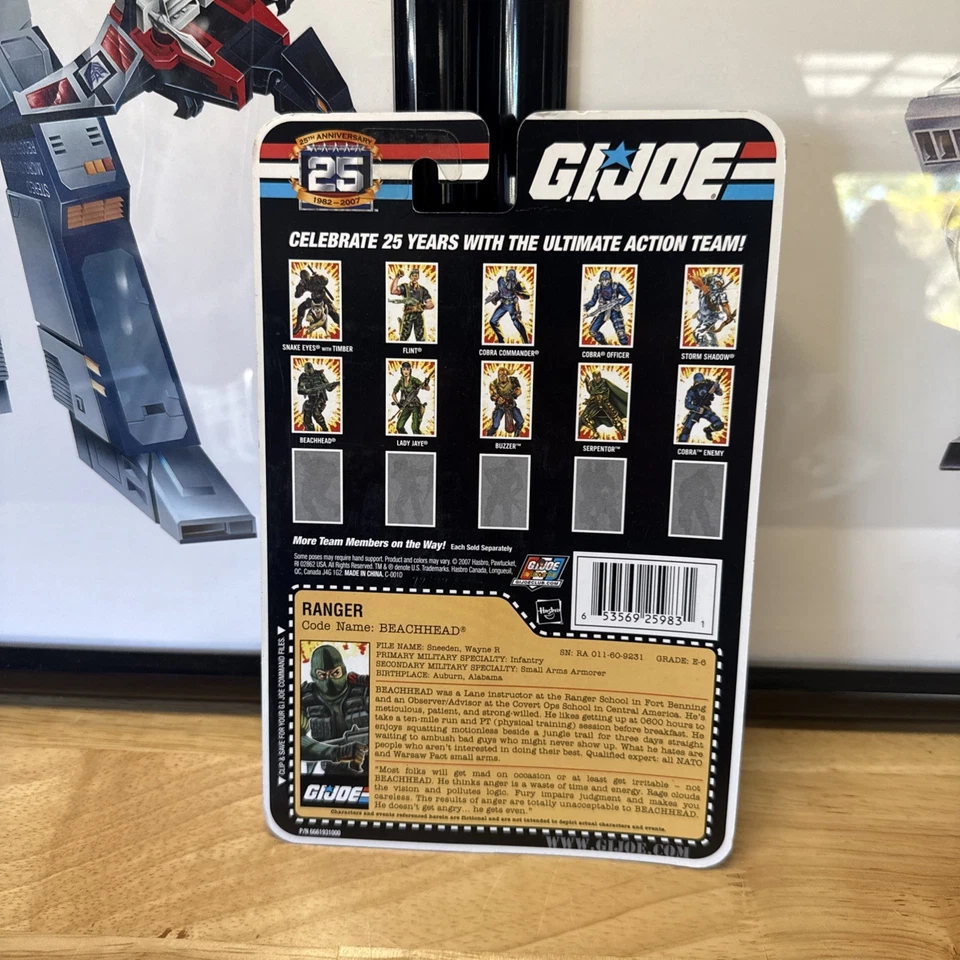 25TH ANNIVERSARY
25
1982-2007
G.I. JOE
CELEBRATE 25 YEARS WITH THE ULTIMATE ACTION TEAM!
SNAKE EYES® with TIMBER
FLINT®
COBRA COMMANDER®
COBRA® OFFICER
STORM SHADOW®
BEACHHEAD®
LADY JAYE®
BUZZER™
SERPENTOR™
COBRA™ ENEMY
More Team Members on the Way! Each Sold Separately
Some poses may require hand support. Product and colors may vary. © 2007 Hasbro, Pawtucket,
RI 02862 USA. All Rights Reserved. TM & ® denote U.S. Trademarks. Hasbro Canada, Longueuil,
QC, Canada J4G 1G2. MADE IN CHINA. C-001D
G.I. JOE
GIJOECLUB.COM
Hasbro
6 53569 25983 1
CLIP & SAVE FOR YOUR G.I. JOE COMMAND FILES.
RANGER
Code Name: BEACHHEAD®
FILE NAME: Sneeden, Wayne R
SN: RA 011-60-9231
GRADE: E-6
PRIMARY MILITARY SPECIALTY: Infantry
SECONDARY MILITARY SPECIALTY: Small Arms Armorer
BIRTHPLACE: Auburn, Alabama
BEACHHEAD was a Lane instructor at the Ranger School in Fort Benning
and an Observer/Advisor at the Covert Ops School in Central America. He's
meticulous, patient, and strong-willed. He likes getting up at 0600 hours to
take a ten-mile run and PT (physical training) session before breakfast. He
enjoys squatting motionless beside a jungle trail for three days straight
waiting to ambush bad guys who might never show up. What he hates are
people who aren't interested in doing their best. Qualified expert: all NATO
and Warsaw Pact small arms.
"Most folks will get mad on occasion or at least get irritable - not
BEACHHEAD. He thinks anger is a waste of time and energy. Rage clouds
the vision and pollutes logic. Fury impairs judgment and makes you
careless. The results of anger are totally unacceptable to BEACHHEAD.
He doesn't get angry... he gets even."
G.I. JOE
Characters and events referenced herein are fictional and are not intended to depict actual characters and events.
P/N 6661931000
WWW.GIJOE.COM